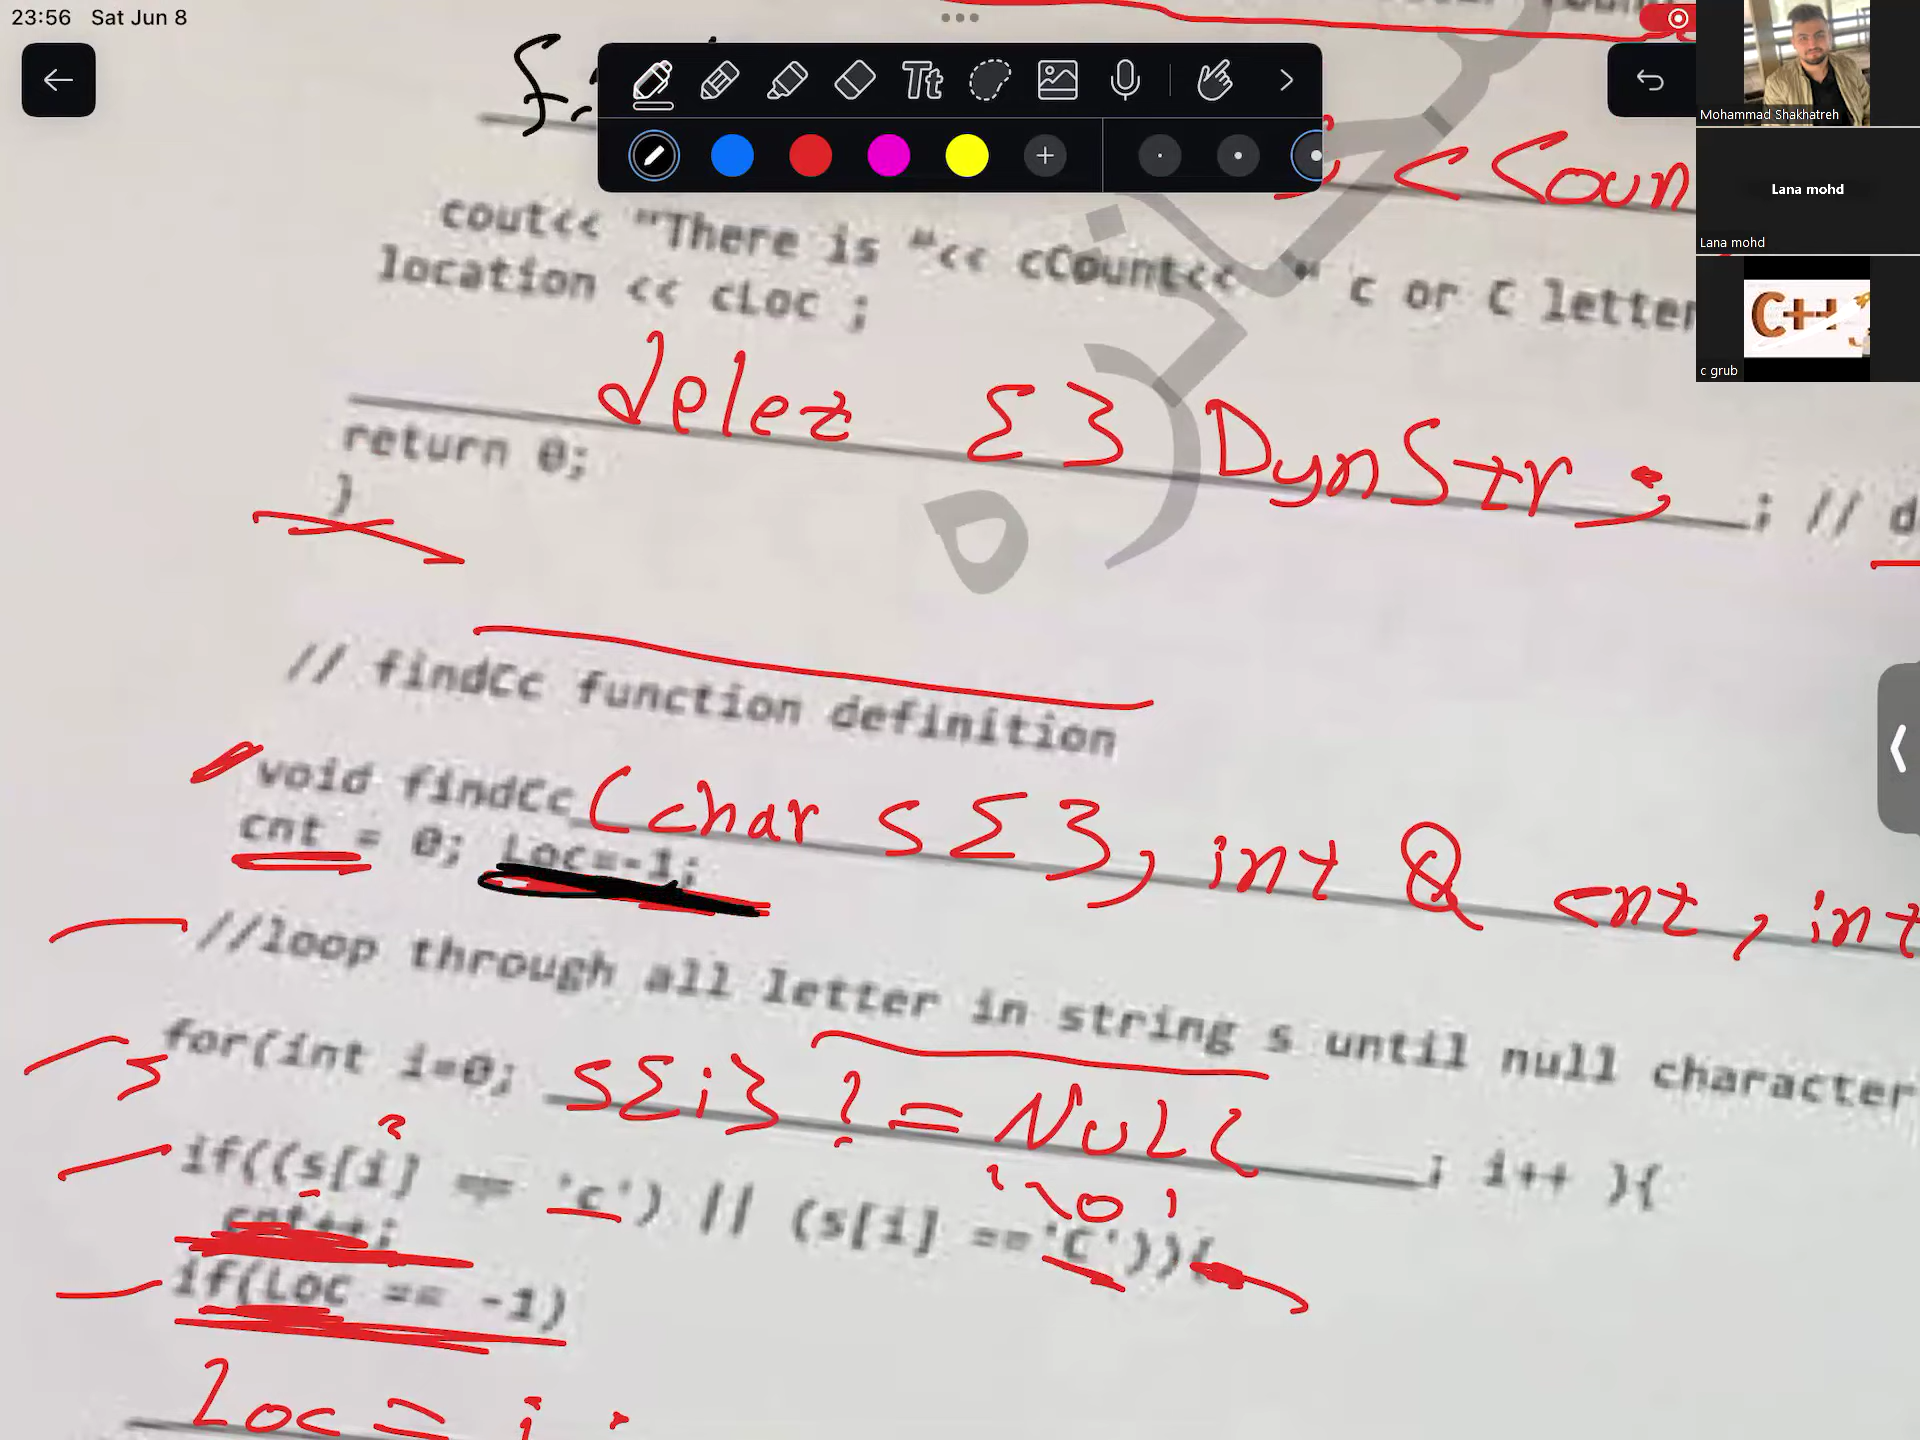 23:56 Sat Jun 8
Tt
Mohammad Shakhatreh
Lana mohd
Lana mohd
C++
c grub
cCoun
cout<< "There is "<< cCount<< " c or C letter
location << cLoc ;
delet [] DynStr ; ; // d
return 0;
}
// findCc function definition
void findCc (char s[], int & cnt, int
cnt = 0; Loc=-1;
//loop through all letter in string s until null character
for(int i=0; s[i] != NULL ; i++ ){
'\0'
if((s[i] == 'c') || (s[i] =='C')){
cnt++;
if(Loc == -1)
Loc = i ;